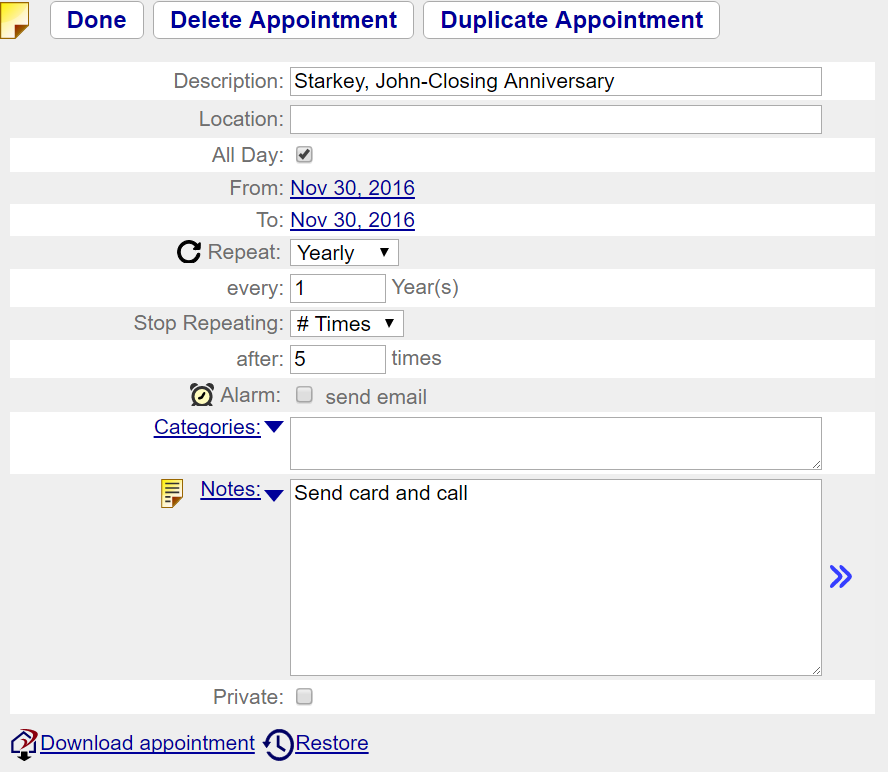 Done Delete Appointment Duplicate Appointment
Description: Starkey, John-Closing Anniversary
Location:
All Day:
From: Nov 30, 2016
To: Nov 30, 2016
Repeat: Yearly
every: 1 Year(s)
Stop Repeating: # Times
after: 5 times
Alarm: send email
Categories:
Notes: Send card and call
Private:
Download appointment Restore